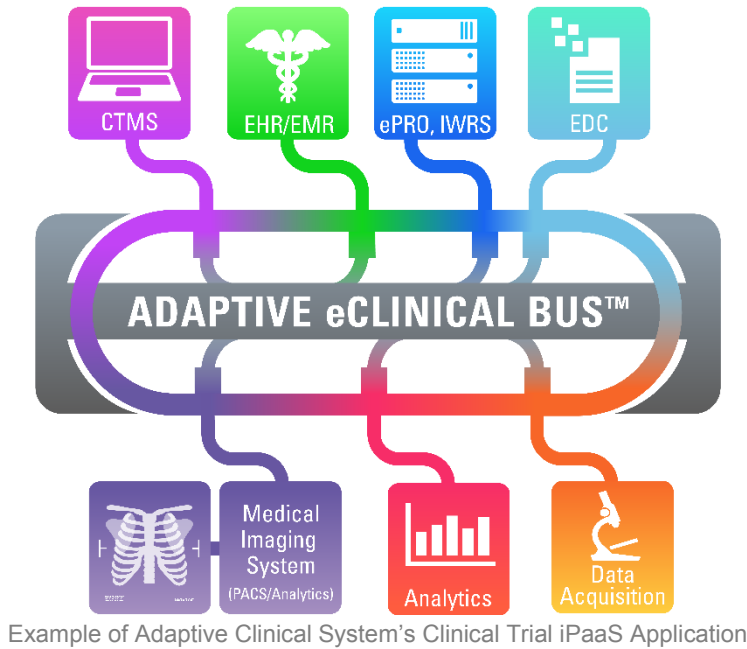 CTMS
EHR/EMR
ePRO, IWRS
EDC
ADAPTIVE eCLINICAL BUS™
Medical
Imaging
System
(PACS/Analytics)
Analytics
Data
Acquisition
Example of Adaptive Clinical System's Clinical Trial iPaaS Application